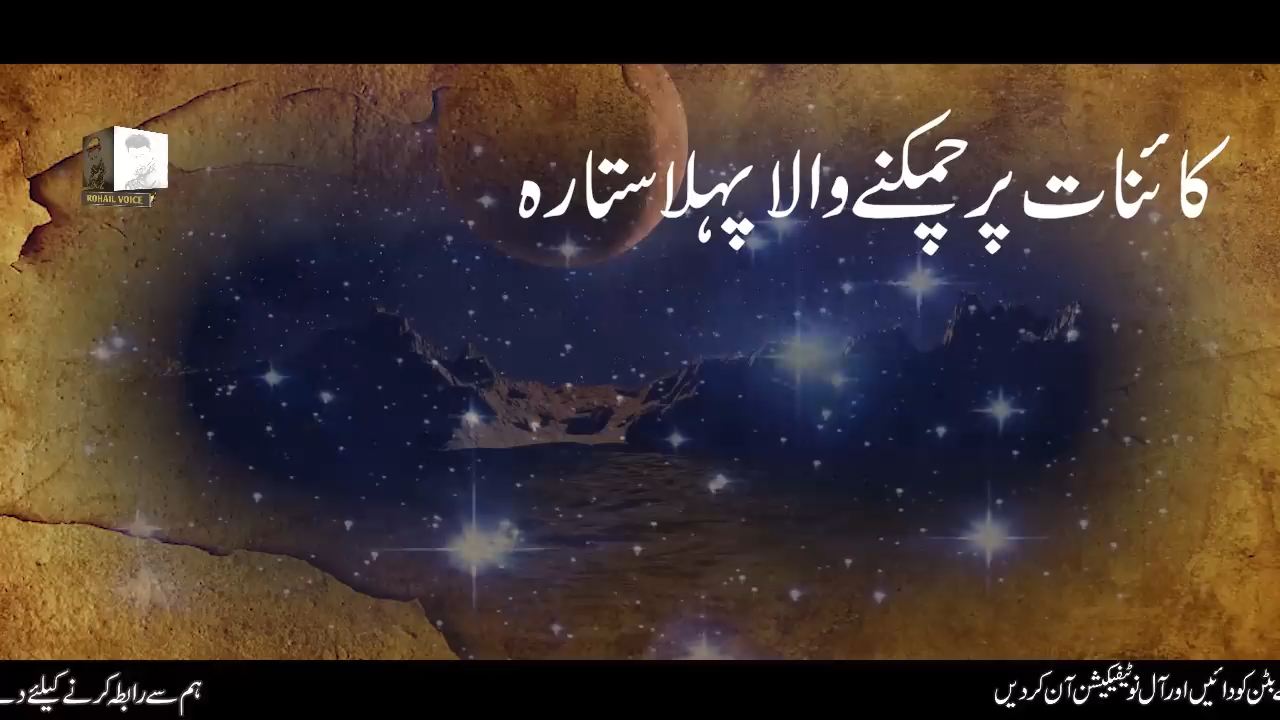 کائنات پر چمکنے والا پہلا ستارہ
ROHAIL VOICE
بٹن کو دائیں اور آل نوٹیفیکیشن آن کر دیں
ہم سے رابطہ کرنے کیلئے